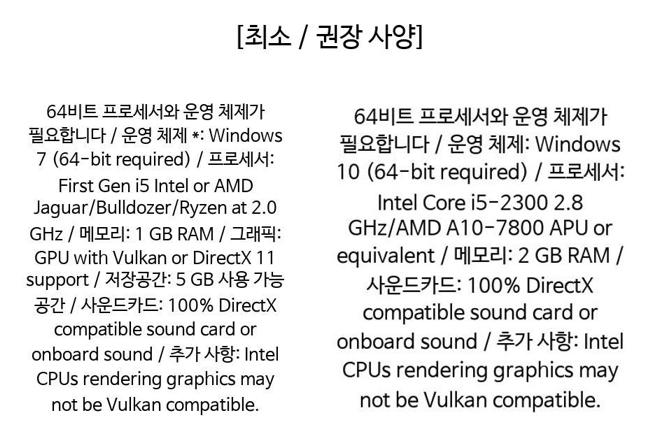 [최소 / 권장 사양]
64비트 프로세서와 운영 체제가
필요합니다 / 운영 체제 *: Windows
7 (64-bit required) / 프로세서:
First Gen i5 Intel or AMD
Jaguar/Bulldozer/Ryzen at 2.0
GHz / 메모리: 1 GB RAM / 그래픽:
GPU with Vulkan or DirectX 11
support / 저장공간: 5 GB 사용 가능
공간 / 사운드카드: 100% DirectX
compatible sound card or
onboard sound / 추가 사항: Intel
CPUs rendering graphics may
not be Vulkan compatible.
64비트 프로세서와 운영 체제가
필요합니다 / 운영 체제: Windows
10 (64-bit required) / 프로세서:
Intel Core i5-2300 2.8
GHz/AMD A10-7800 APU or
equivalent / 메모리: 2 GB RAM /
사운드카드: 100% DirectX
compatible sound card or
onboard sound / 추가 사항: Intel
CPUs rendering graphics may
not be Vulkan compatible.